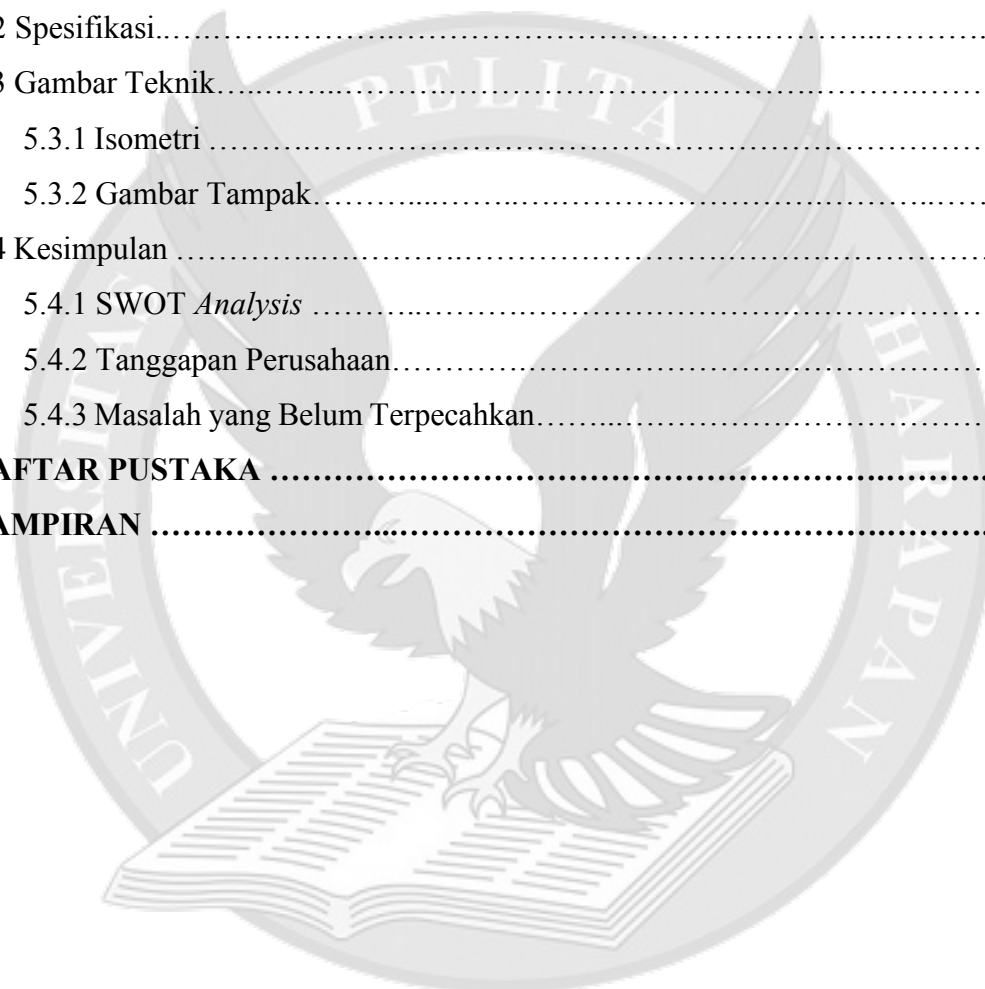 2 Spesifikasi.…………..……………………………….……….………...……….
3 Gambar Teknik….…….……………………………….……….……….……
5.3.1 Isometri ………….……………………………………………………
5.3.2 Gambar Tampak………....……..………………………….……..……
4 Kesimpulan …………..……………………………………………………
5.4.1 SWOT Analysis ………..………………………………………………
5.4.2 Tanggapan Perusahaan……………………………………………………
5.4.3 Masalah yang Belum Terpecahkan……...……………………………
AFTAR PUSTAKA ……………………………………………….……….
AMPIRAN …………………..……………….…………………….……….
UNIVERSITAS PELITA HARAPAN